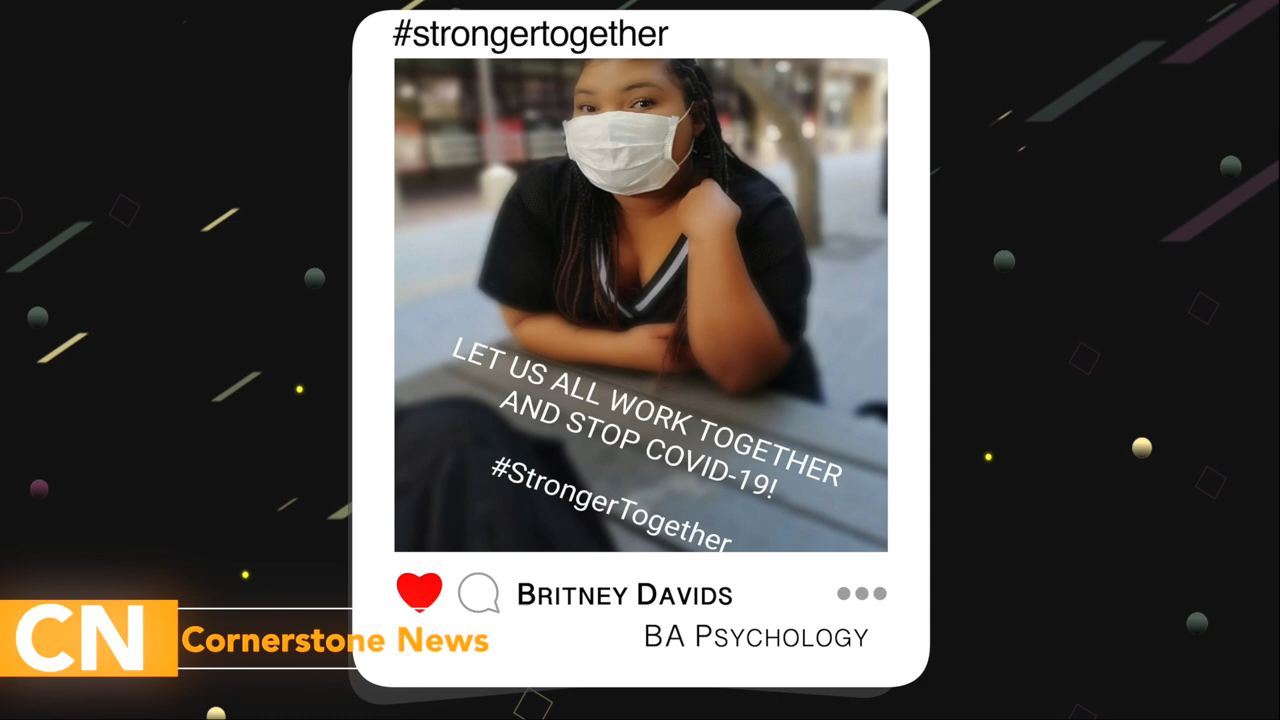 #strongertogether
LET US ALL WORK TOGETHER
AND STOP COVID-19!
#StrongerTogether
BRITNEY DAVIDS
BA PSYCHOLOGY
CN
Cornerstone News